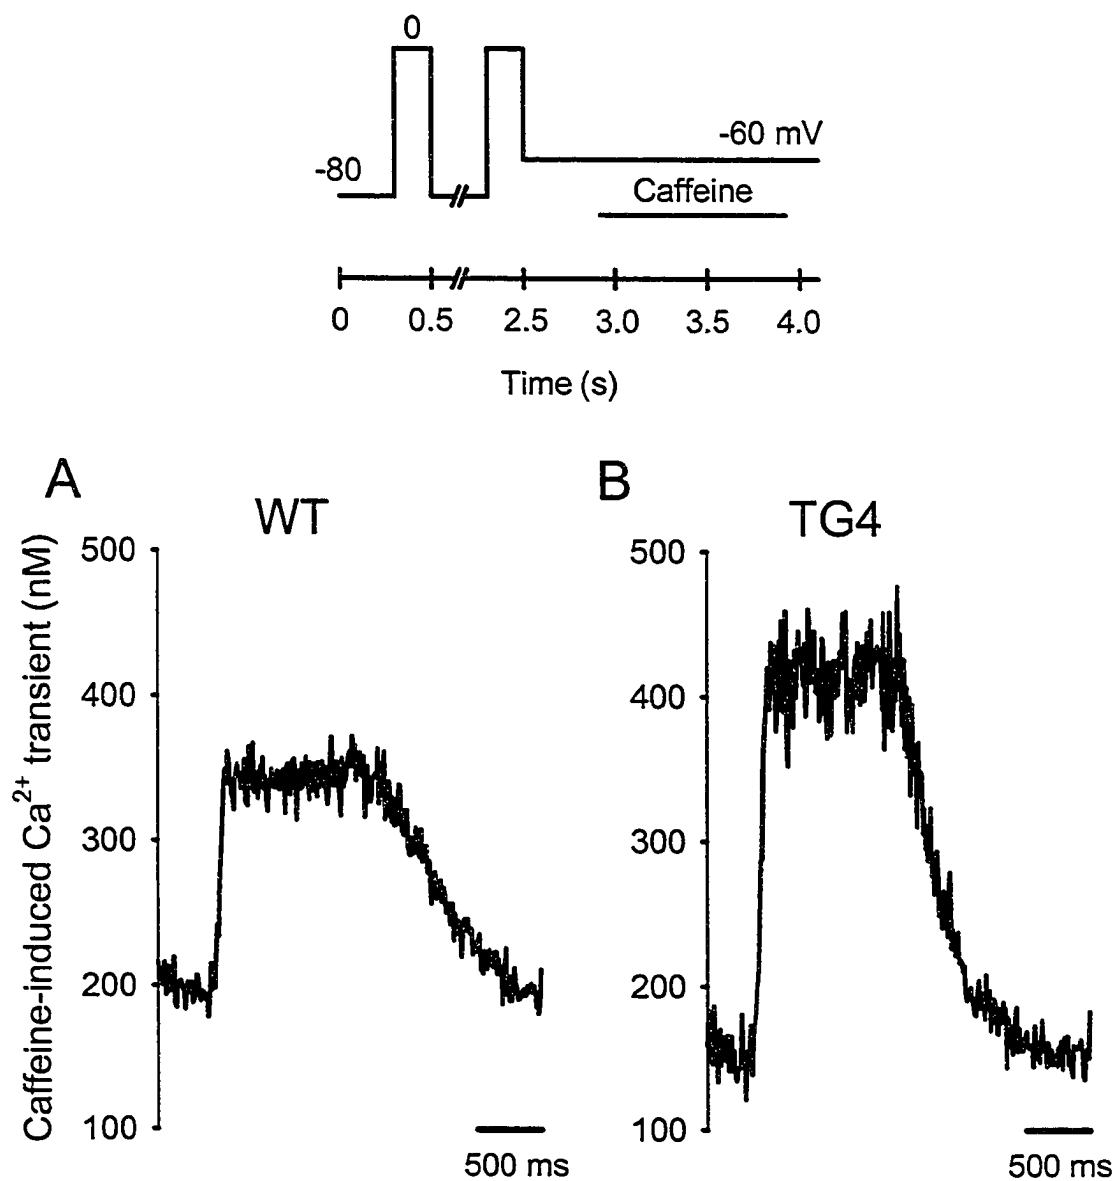 0
-60 mV
-80
Caffeine
0 0.5 2.5 3.0 3.5 4.0
Time (s)
A
WT
Caffeine-induced Ca²⁺ transient (nM)
500
400
300
200
100
500 ms
B
TG4
500
400
300
200
100
500 ms